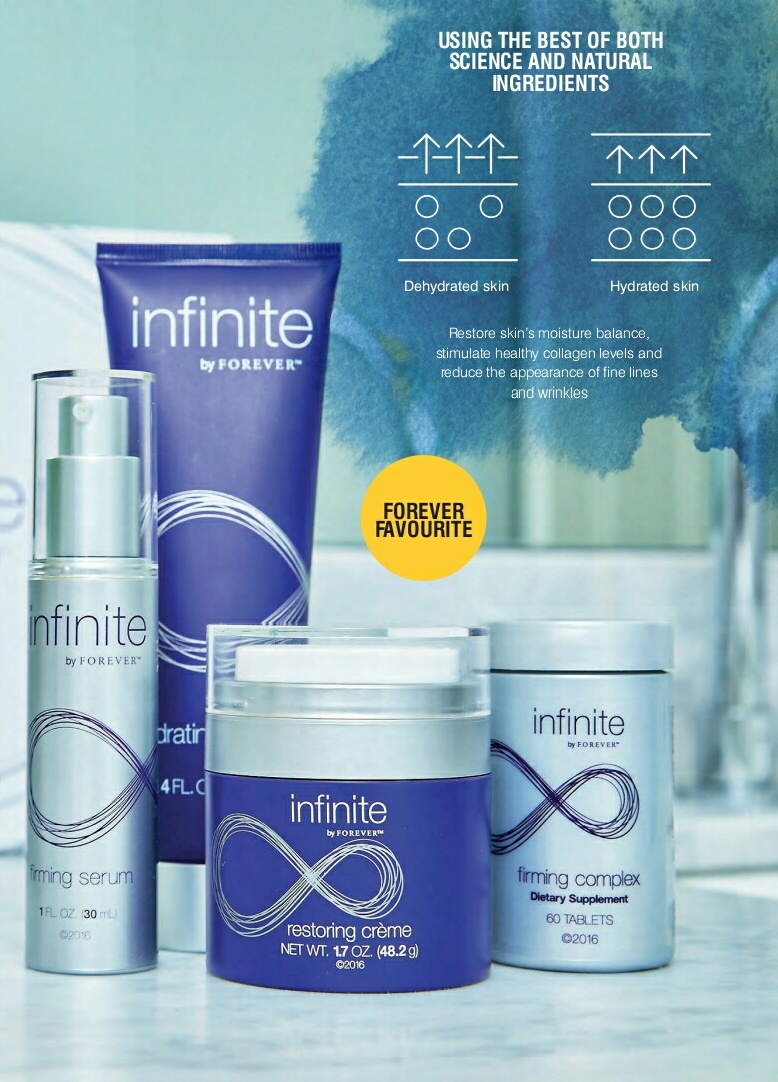 USING THE BEST OF BOTH
SCIENCE AND NATURAL
INGREDIENTS
Dehydrated skin
Hydrated skin
Restore skin's moisture balance,
stimulate healthy collagen levels and
reduce the appearance of fine lines
and wrinkles
FOREVER
FAVOURITE
infinite
by FOREVER™
4 FL.
infinite
by FOREVER™
firming serum
1 FL. OZ. (30 mL)
©2016
infinite
by FOREVER™
restoring crème
NET WT. 1.7 OZ. (48.2 g)
©2016
infinite
by FOREVER™
firming complex
Dietary Supplement
60 TABLETS
©2016